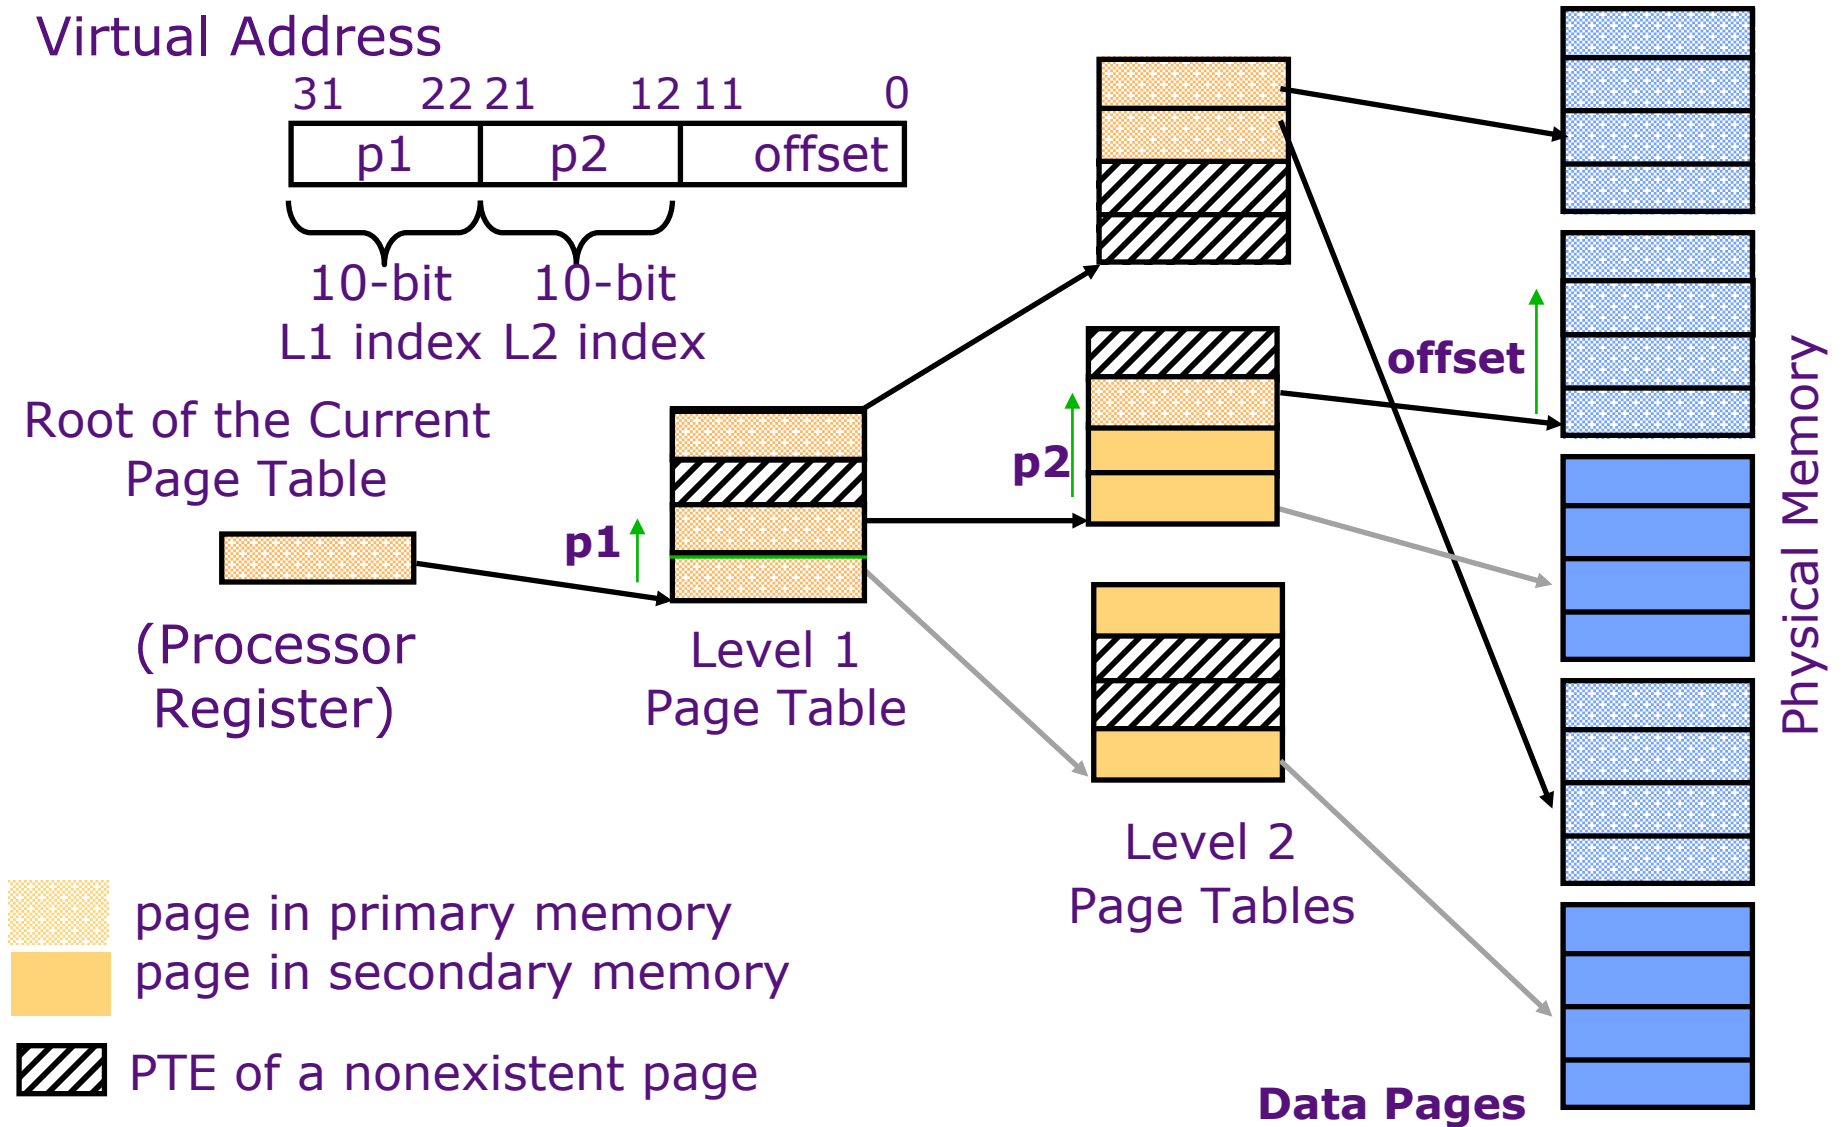 Virtual Address
31 22 21 12 11 0
p1 p2 offset
10-bit 10-bit
L1 index L2 index
Root of the Current
Page Table
(Processor
Register)
p1
Level 1
Page Table
p2
Level 2
Page Tables
offset
Physical Memory
page in primary memory
page in secondary memory
PTE of a nonexistent page
Data Pages